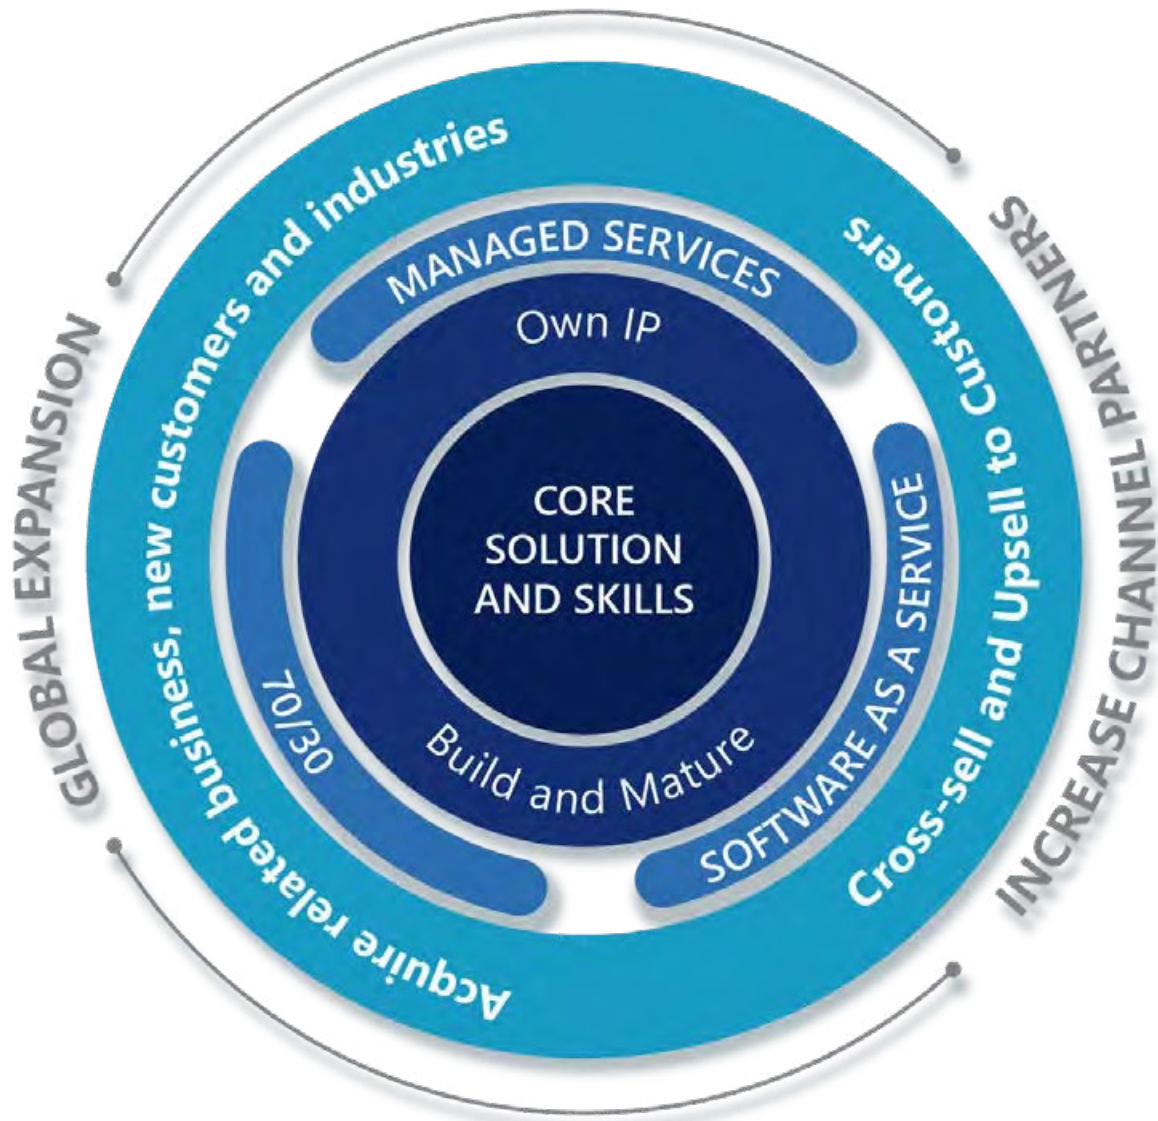 GLOBAL EXPANSION
INCREASE CHANNEL PARTNERS
Acquire related business, new customers and industries
Cross-sell and Upsell to Customers
MANAGED SERVICES
70/30
SOFTWARE AS A SERVICE
Own IP
Build and Mature
CORE
SOLUTION
AND SKILLS